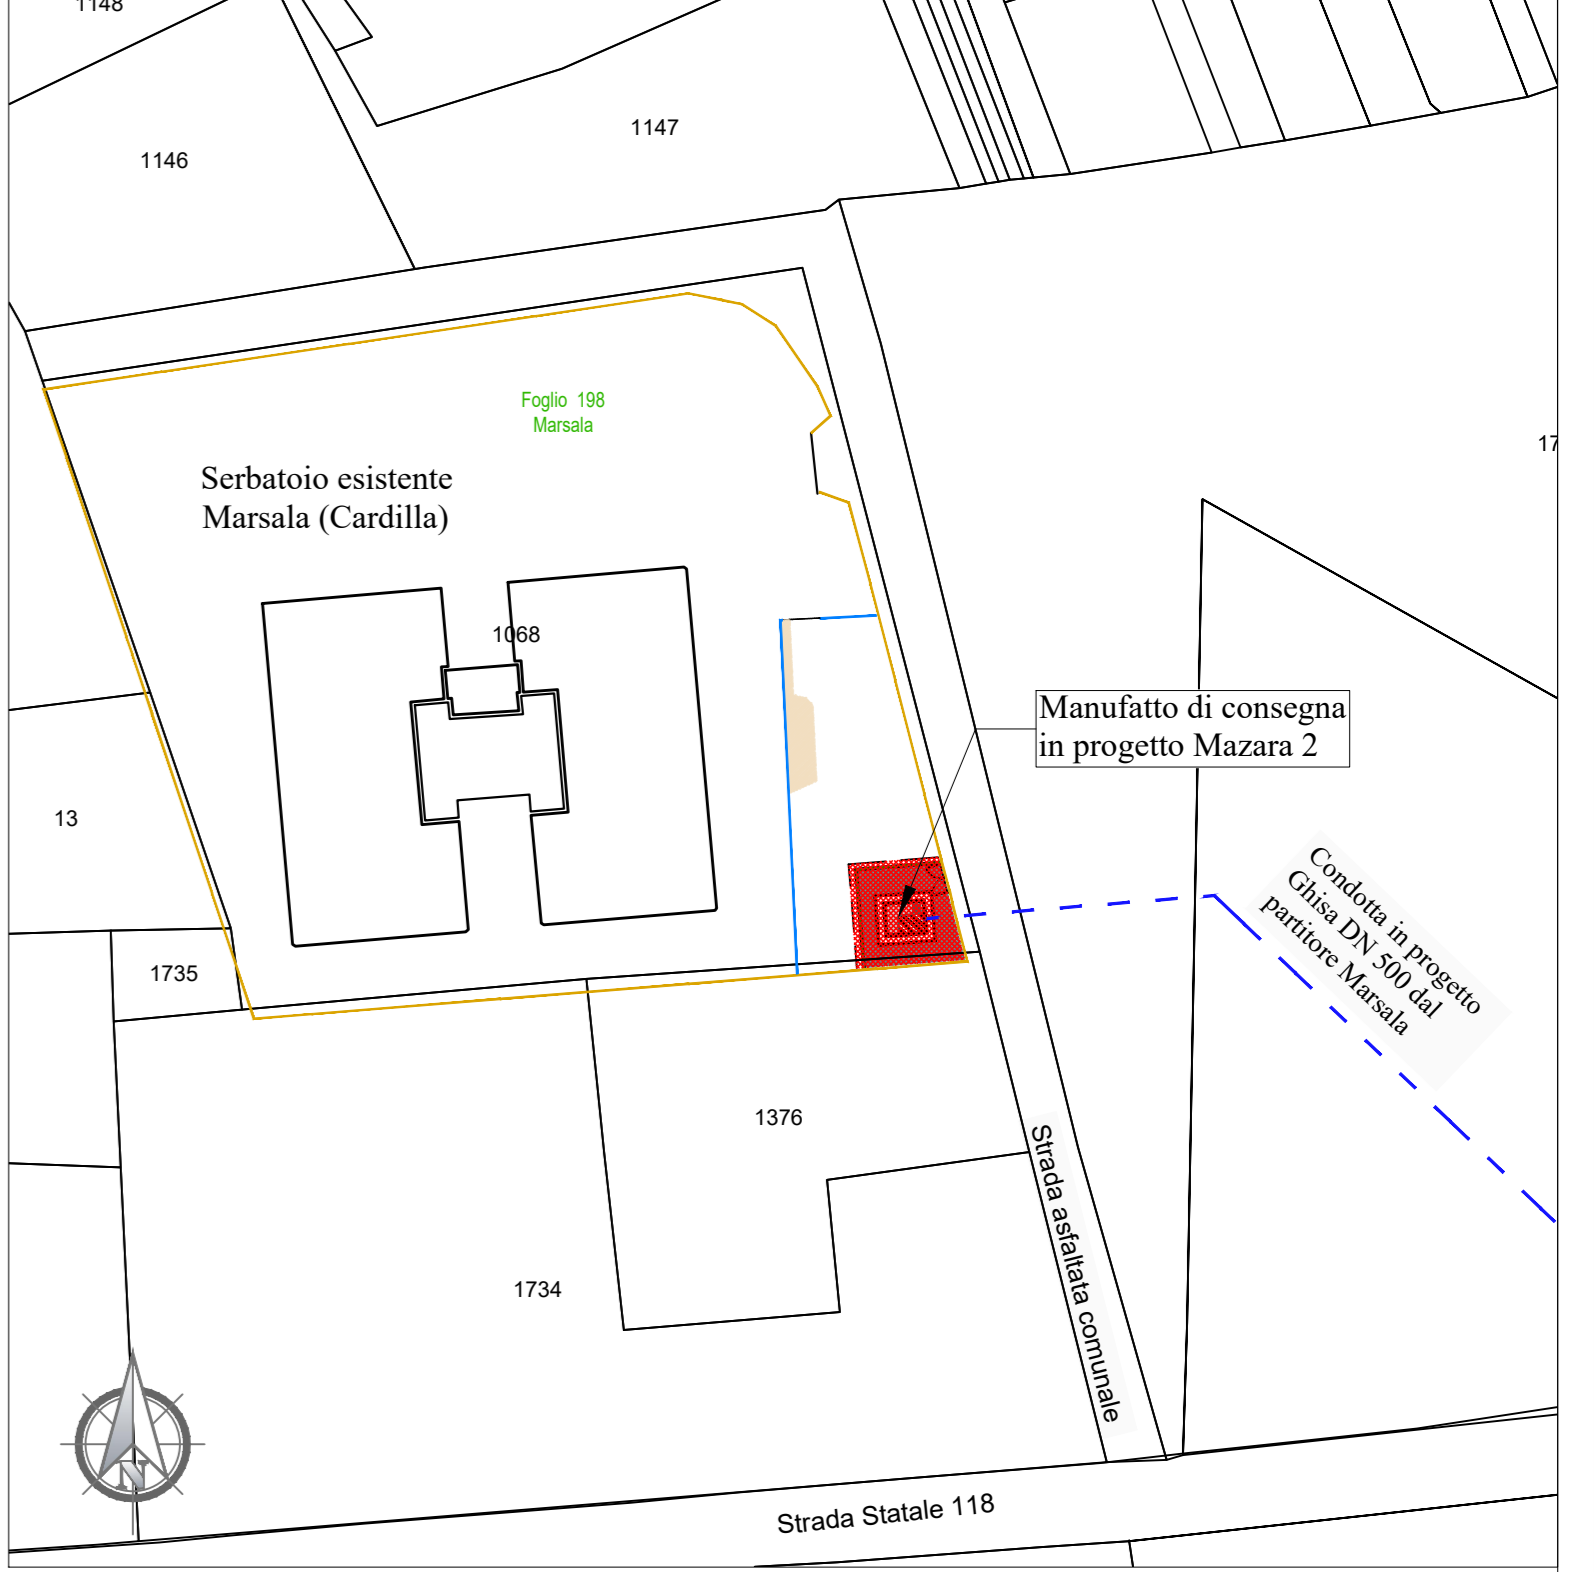 1148
1147
1146
Foglio 198
Marsala
17
Serbatoio esistente
Marsala (Cardilla)
1068
Manufatto di consegna
in progetto Mazara 2
13
Condotta in progetto
Ghisa DN 500 dal
partitore Marsala
1735
1376
Strada asfaltata comunale
1734
N
Strada Statale 118